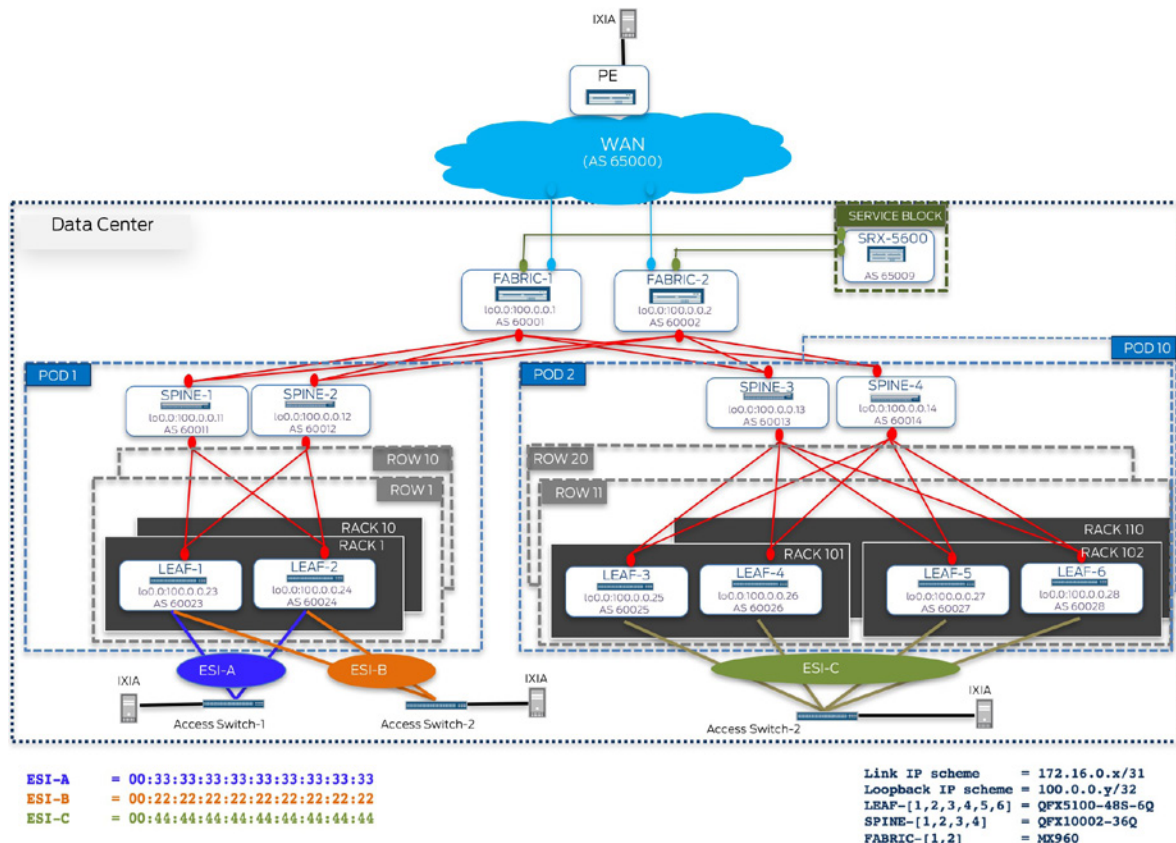 IXIA
PE
WAN
(AS 65000)
Data Center
SERVICE BLOCK
SRX-5600
AS 65009
FABRIC-1
lo0.0:100.0.0.1
AS 60001
FABRIC-2
lo0.0:100.0.0.2
AS 60002
POD 10
POD 1
POD 2
SPINE-1
lo0.0:100.0.0.11
AS 60011
SPINE-2
lo0.0:100.0.0.12
AS 60012
SPINE-3
lo0.0:100.0.0.13
AS 60013
SPINE-4
lo0.0:100.0.0.14
AS 60014
ROW 10
ROW 1
ROW 20
ROW 11
RACK 10
RACK 1
RACK 110
RACK 101
RACK 102
LEAF-1
lo0.0:100.0.0.23
AS 60023
LEAF-2
lo0.0:100.0.0.24
AS 60024
LEAF-3
lo0.0:100.0.0.25
AS 60025
LEAF-4
lo0.0:100.0.0.26
AS 60026
LEAF-5
lo0.0:100.0.0.27
AS 60027
LEAF-6
lo0.0:100.0.0.28
AS 60028
ESI-A
ESI-B
ESI-C
IXIA
Access Switch-1
Access Switch-2
IXIA
Access Switch-2
IXIA
ESI-A = 00:33:33:33:33:33:33:33:33:33
ESI-B = 00:22:22:22:22:22:22:22:22:22
ESI-C = 00:44:44:44:44:44:44:44:44:44
Link IP scheme = 172.16.0.x/31
Loopback IP scheme = 100.0.0.y/32
LEAF-[1,2,3,4,5,6] = QFX5100-48S-6Q
SPINE-[1,2,3,4] = QFX10002-36Q
FABRIC-[1,2] = MX960